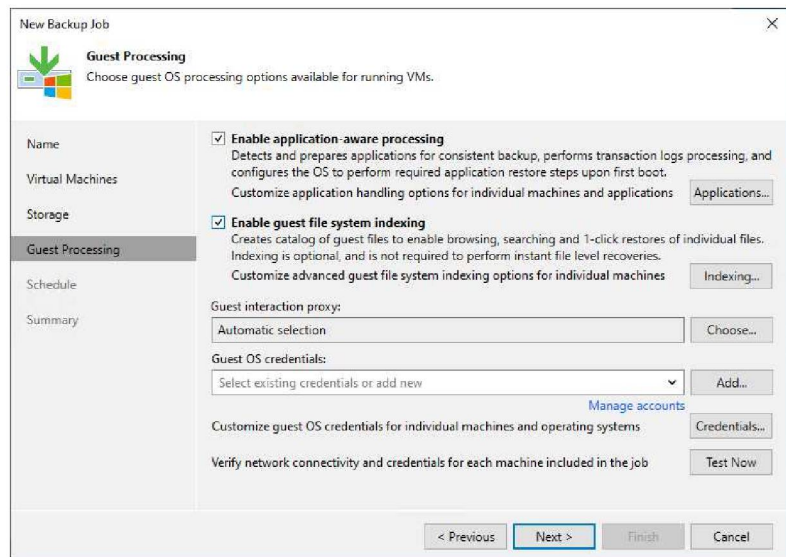 New Backup Job
Guest Processing
Choose guest OS processing options available for running VMs.
Name
Virtual Machines
Storage
Guest Processing
Schedule
Summary
Enable application-aware processing
Detects and prepares applications for consistent backup, performs transaction logs processing, and
configures the OS to perform required application restore steps upon first boot.
Customize application handling options for individual machines and applications
Applications...
Enable guest file system indexing
Creates catalog of guest files to enable browsing, searching and 1-click restores of individual files.
Indexing is optional, and is not required to perform instant file level recoveries.
Customize advanced guest file system indexing options for individual machines
Indexing...
Guest interaction proxy:
Automatic selection
Choose...
Guest OS credentials:
Select existing credentials or add new
Add...
Manage accounts
Customize guest OS credentials for individual machines and operating systems
Credentials...
Verify network connectivity and credentials for each machine included in the job
Test Now
< Previous
Next >
Finish
Cancel